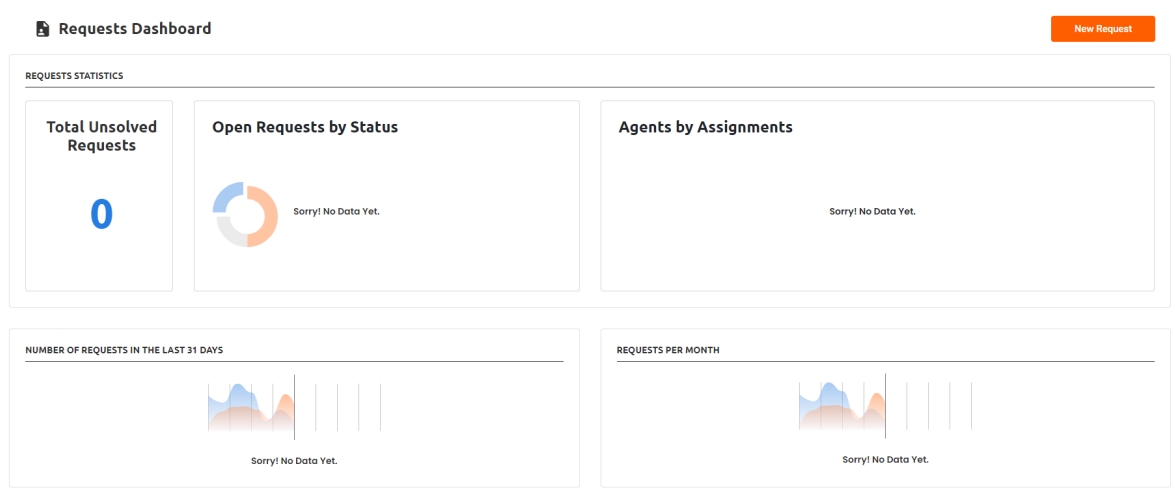 Requests Dashboard
New Request
REQUESTS STATISTICS
Total Unsolved
Requests
0
Open Requests by Status
Sorry! No Data Yet.
Agents by Assignments
Sorry! No Data Yet.
NUMBER OF REQUESTS IN THE LAST 31 DAYS
Sorry! No Data Yet.
REQUESTS PER MONTH
Sorry! No Data Yet.